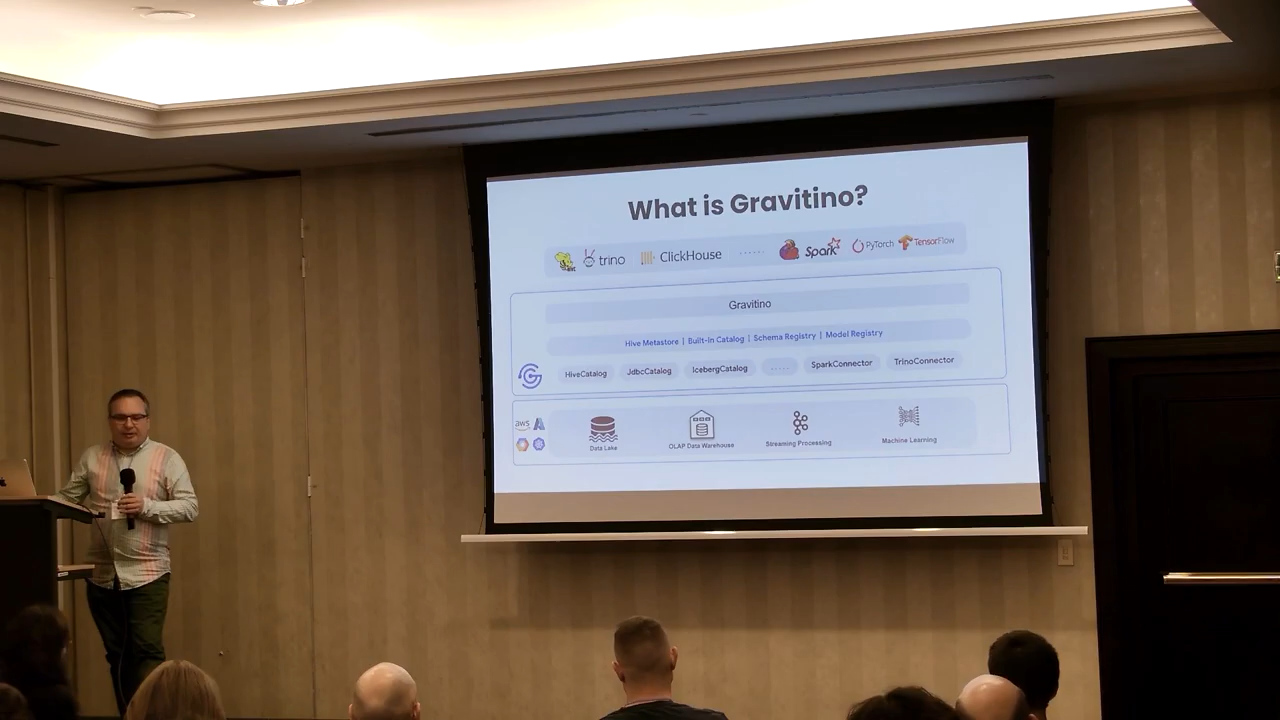 What is Gravitino?
trino ClickHouse ...... Spark PyTorch TensorFlow
Gravitino
Hive Metastore | Built-in Catalog | Schema Registry | Model Registry
HiveCatalog JdbcCatalog IcebergCatalog ..... SparkConnector TrinoConnector
aws
Data Lake OLAP Data Warehouse Streaming Processing Machine Learning